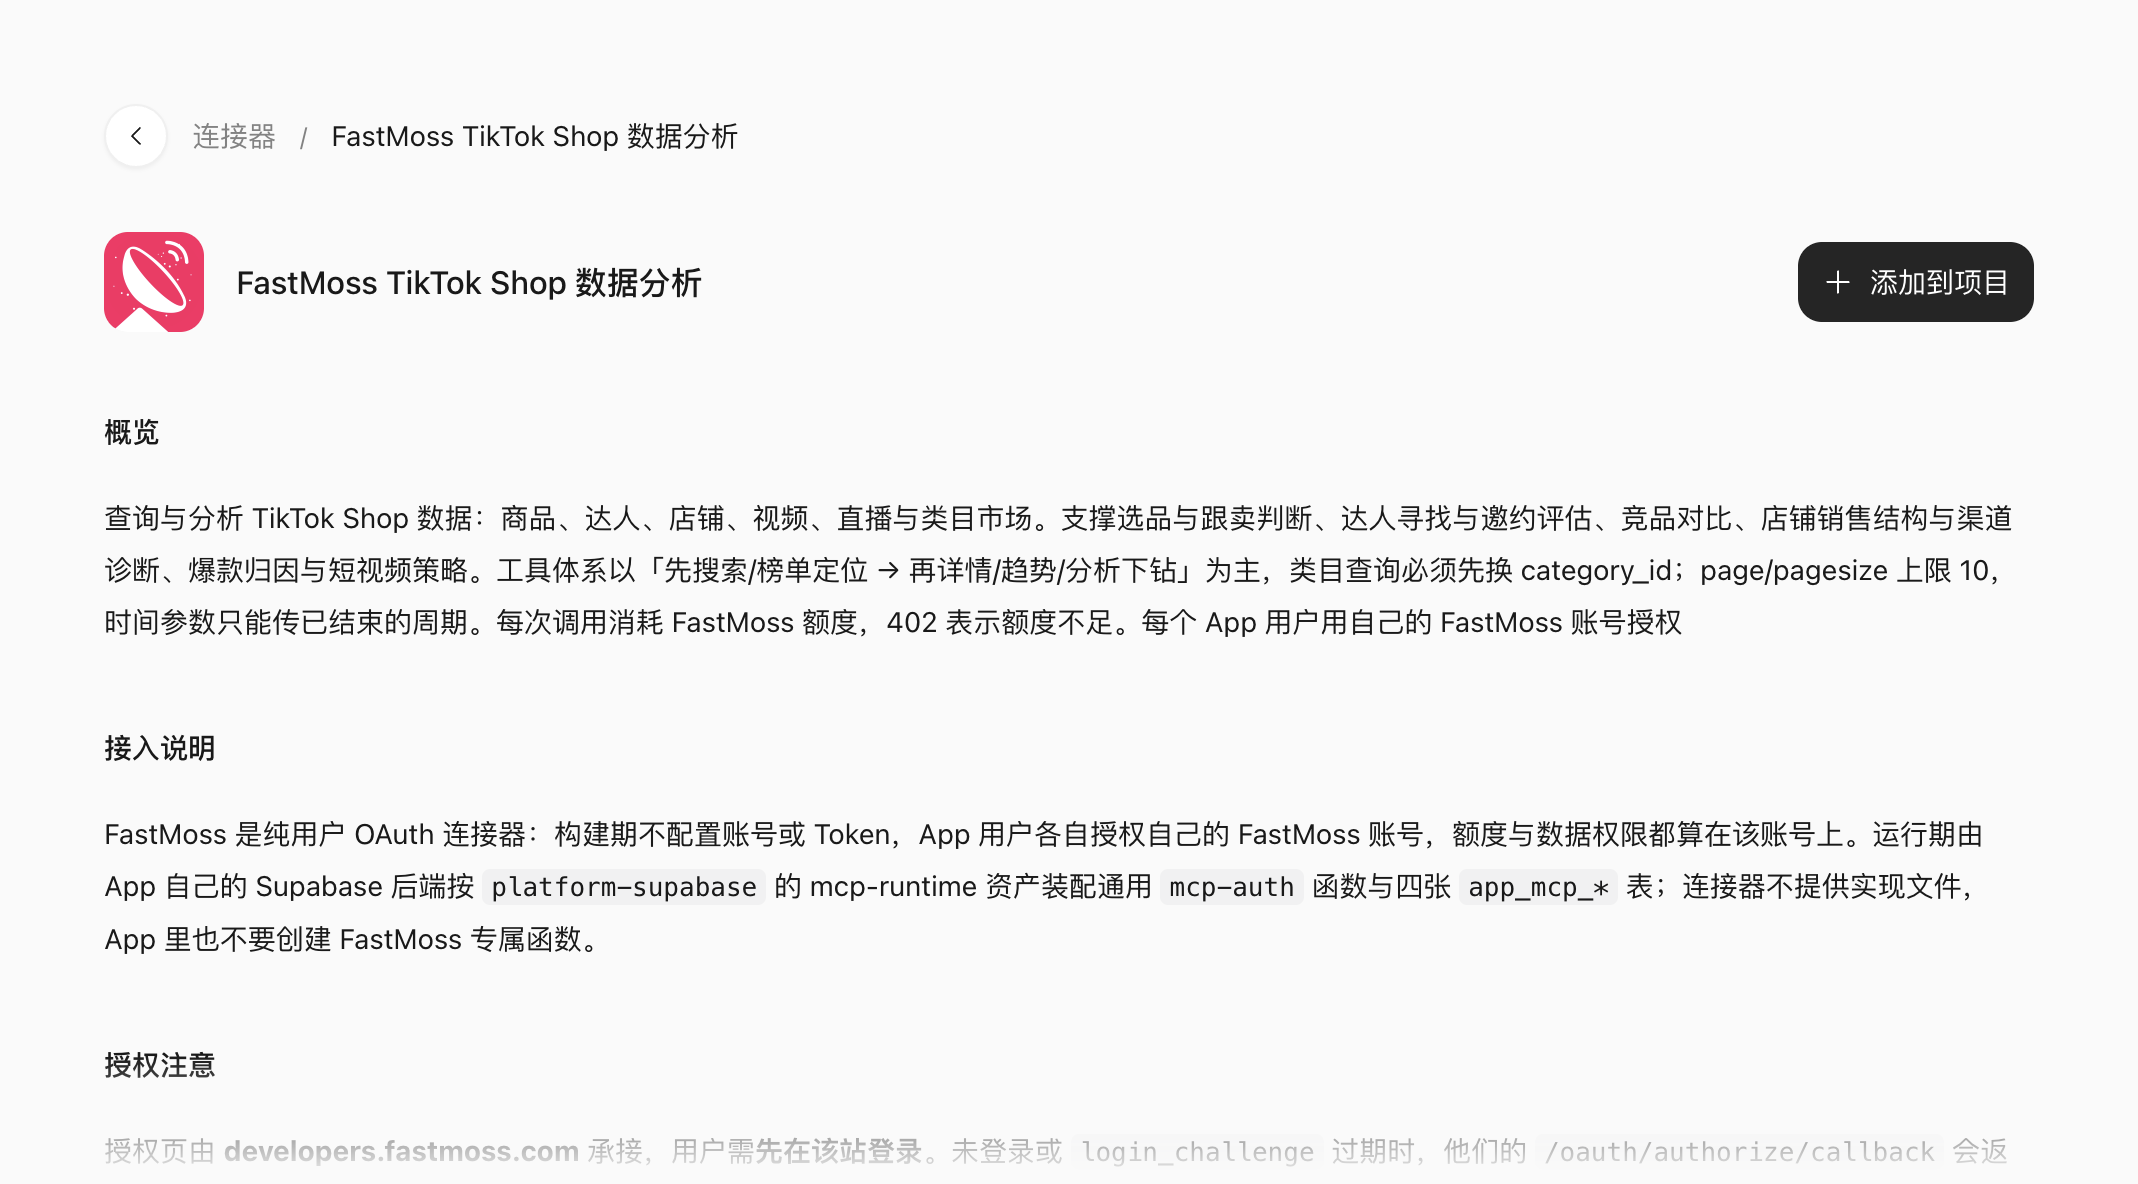 连接器 / FastMoss TikTok Shop 数据分析
FastMoss TikTok Shop 数据分析
添加到项目
概览
查询与分析 TikTok Shop 数据：商品、达人、店铺、视频、直播与类目市场。支撑选品与跟卖判断、达人寻找与邀约评估、竞品对比、店铺销售结构与渠道
诊断、爆款归因与短视频策略。工具体系以「先搜索/榜单定位 → 再详情/趋势/分析下钻」为主，类目查询必须先换 category_id；page/pagesize 上限 10，
时间参数只能传已结束的周期。每次调用消耗 FastMoss 额度，402 表示额度不足。每个 App 用户用自己的 FastMoss 账号授权
接入说明
FastMoss 是纯用户 OAuth 连接器：构建期不配置账号或 Token，App 用户各自授权自己的 FastMoss 账号，额度与数据权限都算在该账号上。运行期由
App 自己的 Supabase 后端按 platform-supabase 的 mcp-runtime 资产装配通用 mcp-auth 函数与四张 app_mcp_* 表；连接器不提供实现文件，
App 里也不要创建 FastMoss 专属函数。
授权注意
授权页由 developers.fastmoss.com 承接，用户需先在该站登录。未登录或 login_challenge 过期时，他们的 /oauth/authorize/callback 会返